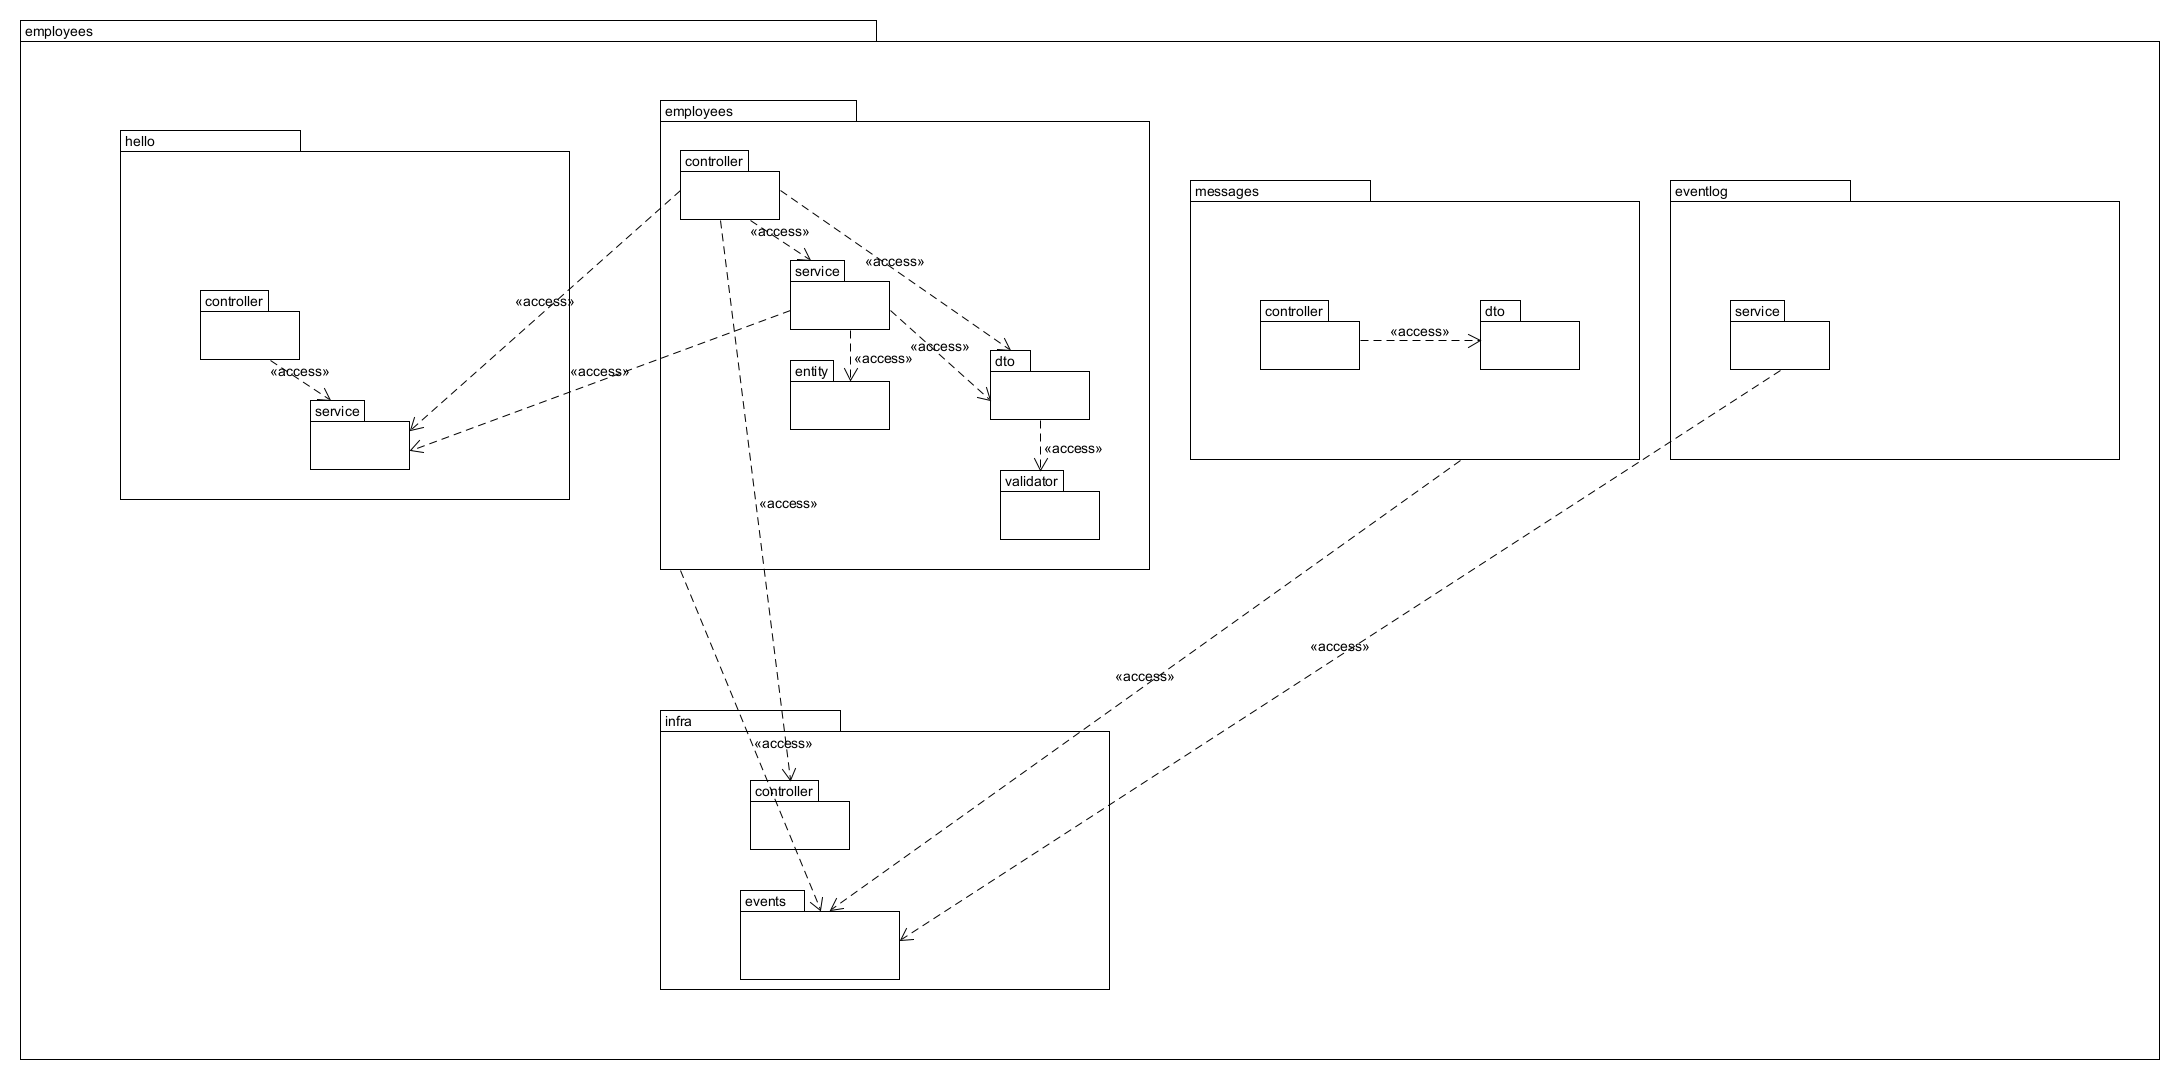 employees
employees
hello
controller
messages
eventlog
«access»
service
«access»
controller
«access»
controller
dto
service
«access»
«access»
dto
«access»
entity
«access»
«access»
service
«access»
validator
«access»
«access»
«access»
infra
«access»
controller
events